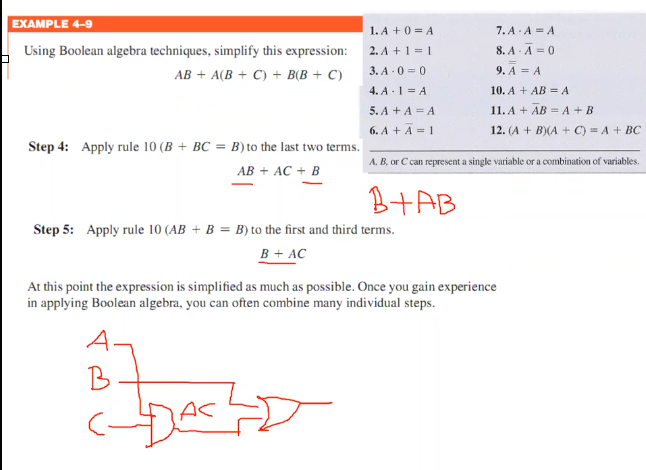 EXAMPLE 4–9
Using Boolean algebra techniques, simplify this expression:
AB + A(B + C) + B(B + C)
1. A + 0 = A
2. A + 1 = 1
3. A · 0 = 0
4. A · 1 = A
5. A + A = A
6. A + A̅ = 1
7. A · A = A
8. A · A̅ = 0
9. A̿ = A
10. A + AB = A
11. A + A̅B = A + B
12. (A + B)(A + C) = A + BC
A, B, or C can represent a single variable or a combination of variables.
Step 4: Apply rule 10 (B + BC = B) to the last two terms.
AB + AC + B
B+AB
Step 5: Apply rule 10 (AB + B = B) to the first and third terms.
B + AC
At this point the expression is simplified as much as possible. Once you gain experience
in applying Boolean algebra, you can often combine many individual steps.
A
B
C
AC